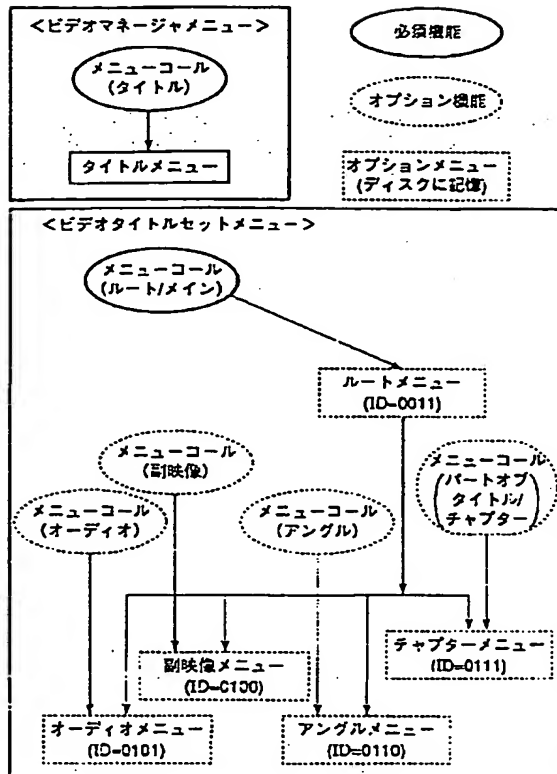 <ビデオマネージャメニュー>
メニューコール
(タイトル)
タイトルメニュー
必須機能
オプション機能
オプションメニュー
(ディスクに記憶)
<ビデオタイトルセットメニュー>
メニューコール
(ルート/メイン)
ルートメニュー
(ID=0011)
メニューコール
(副映像)
メニューコール
(オーディオ)
メニューコール
(アングル)
メニューコール
(パートオブ
タイトル/
チャプター)
副映像メニュー
(ID=0100)
チャプターメニュー
(ID=0111)
オーディオメニュー
(ID=0101)
アングルメニュー
(ID=0110)